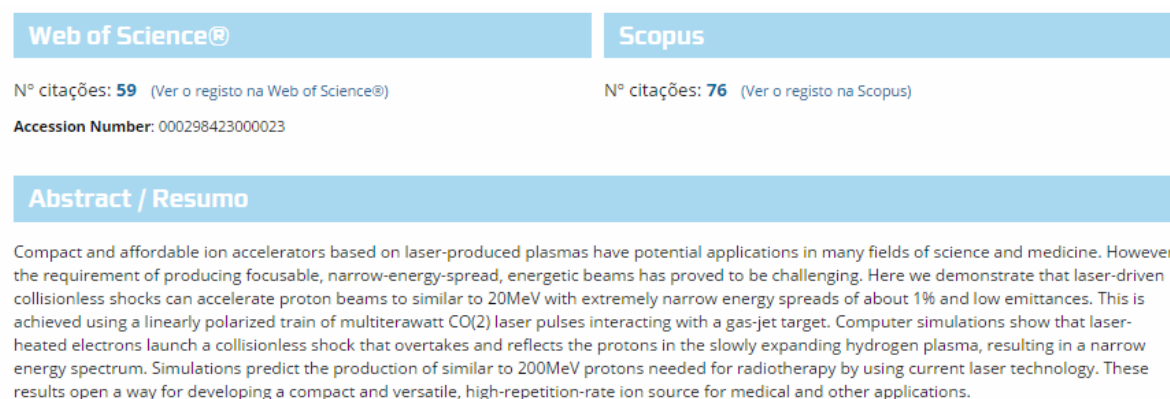 Web of Science®
Scopus
Nº citações: 59 (Ver o registo na Web of Science®)
Nº citações: 76 (Ver o registo na Scopus)
Accession Number: 000298423000023
Abstract / Resumo
Compact and affordable ion accelerators based on laser-produced plasmas have potential applications in many fields of science and medicine. However
the requirement of producing focusable, narrow-energy-spread, energetic beams has proved to be challenging. Here we demonstrate that laser-driven
collisionless shocks can accelerate proton beams to similar to 20MeV with extremely narrow energy spreads of about 1% and low emittances. This is
achieved using a linearly polarized train of multiterawatt CO(2) laser pulses interacting with a gas-jet target. Computer simulations show that laser-
heated electrons launch a collisionless shock that overtakes and reflects the protons in the slowly expanding hydrogen plasma, resulting in a narrow
energy spectrum. Simulations predict the production of similar to 200MeV protons needed for radiotherapy by using current laser technology. These
results open a way for developing a compact and versatile, high-repetition-rate ion source for medical and other applications.